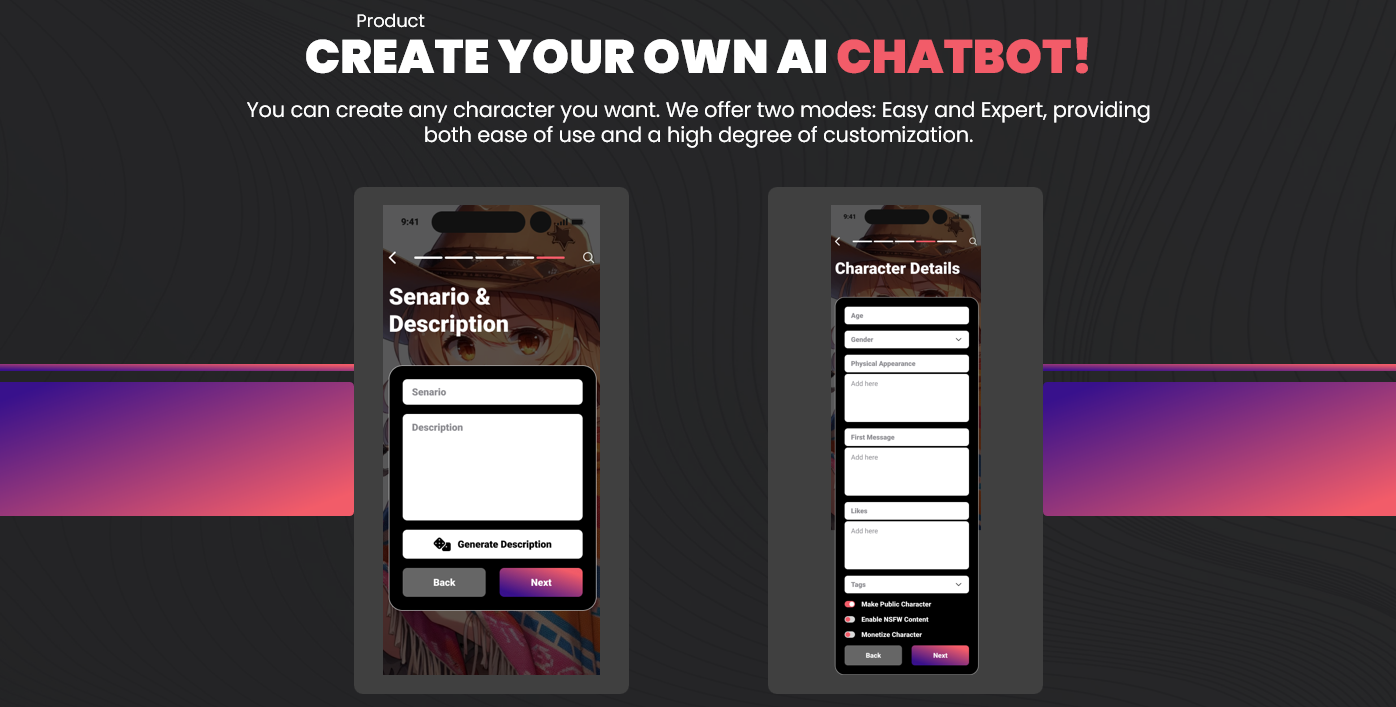 Product
CREATE YOUR OWN AI CHATBOT!
You can create any character you want. We offer two modes: Easy and Expert, providing
both ease of use and a high degree of customization.
9:41
Senario &
Description
Senario
Description
Generate Description
Back
Next
9:41
Character Details
Age
Gender
Physical Appearance
Add here
First Message
Add here
Likes
Add here
Tags
Make Public Character
Enable NSFW Content
Monetize Character
Back
Next